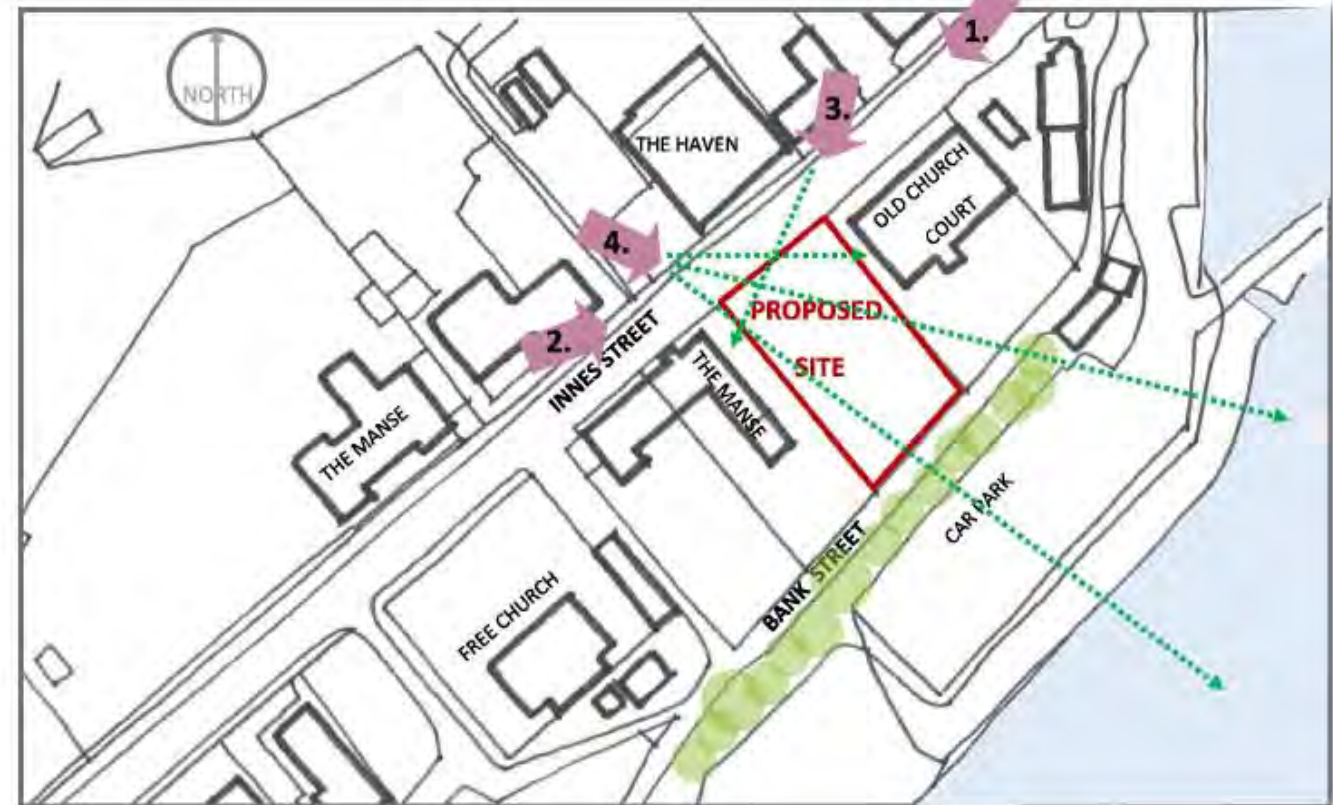 1.
NORTH
3.
THE HAVEN
OLD CHURCH
COURT
4.
PROPOSED
SITE
2.
INNES STREET
THE MANSE
THE MANSE
CAR PARK
BANK STREET
FREE CHURCH